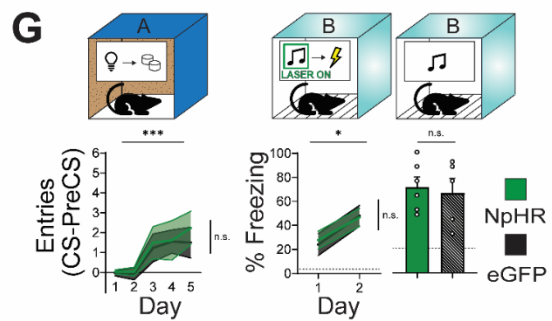 G
A
B
B
LASER ON
***
*
n.s.
Entries
(CS-PreCS)
6
5
4
3
2
1
0
n.s.
1 2 3 4 5
Day
% Freezing
100
80
60
40
20
0
n.s.
1 2
Day
NpHR
eGFP